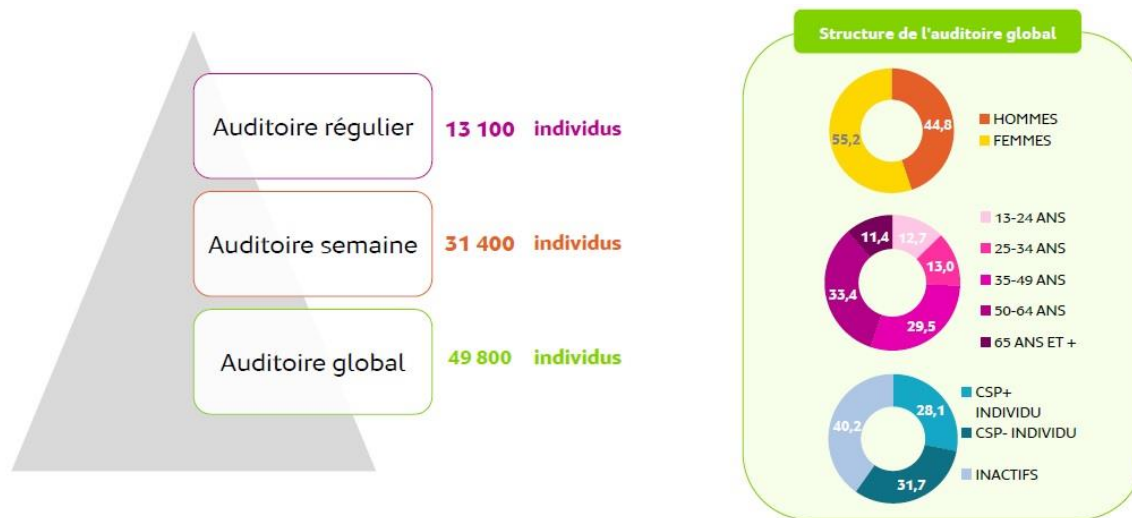 Auditoire régulier
13 100 individus
Auditoire semaine
31 400 individus
Auditoire global
49 800 individus
Structure de l'auditoire global
44,8
55,2
HOMMES
FEMMES
12,7
13,0
29,5
33,4
11,4
13-24 ANS
25-34 ANS
35-49 ANS
50-64 ANS
65 ANS ET +
28,1
31,7
40,2
CSP+
INDIVIDU
CSP- INDIVIDU
INACTIFS